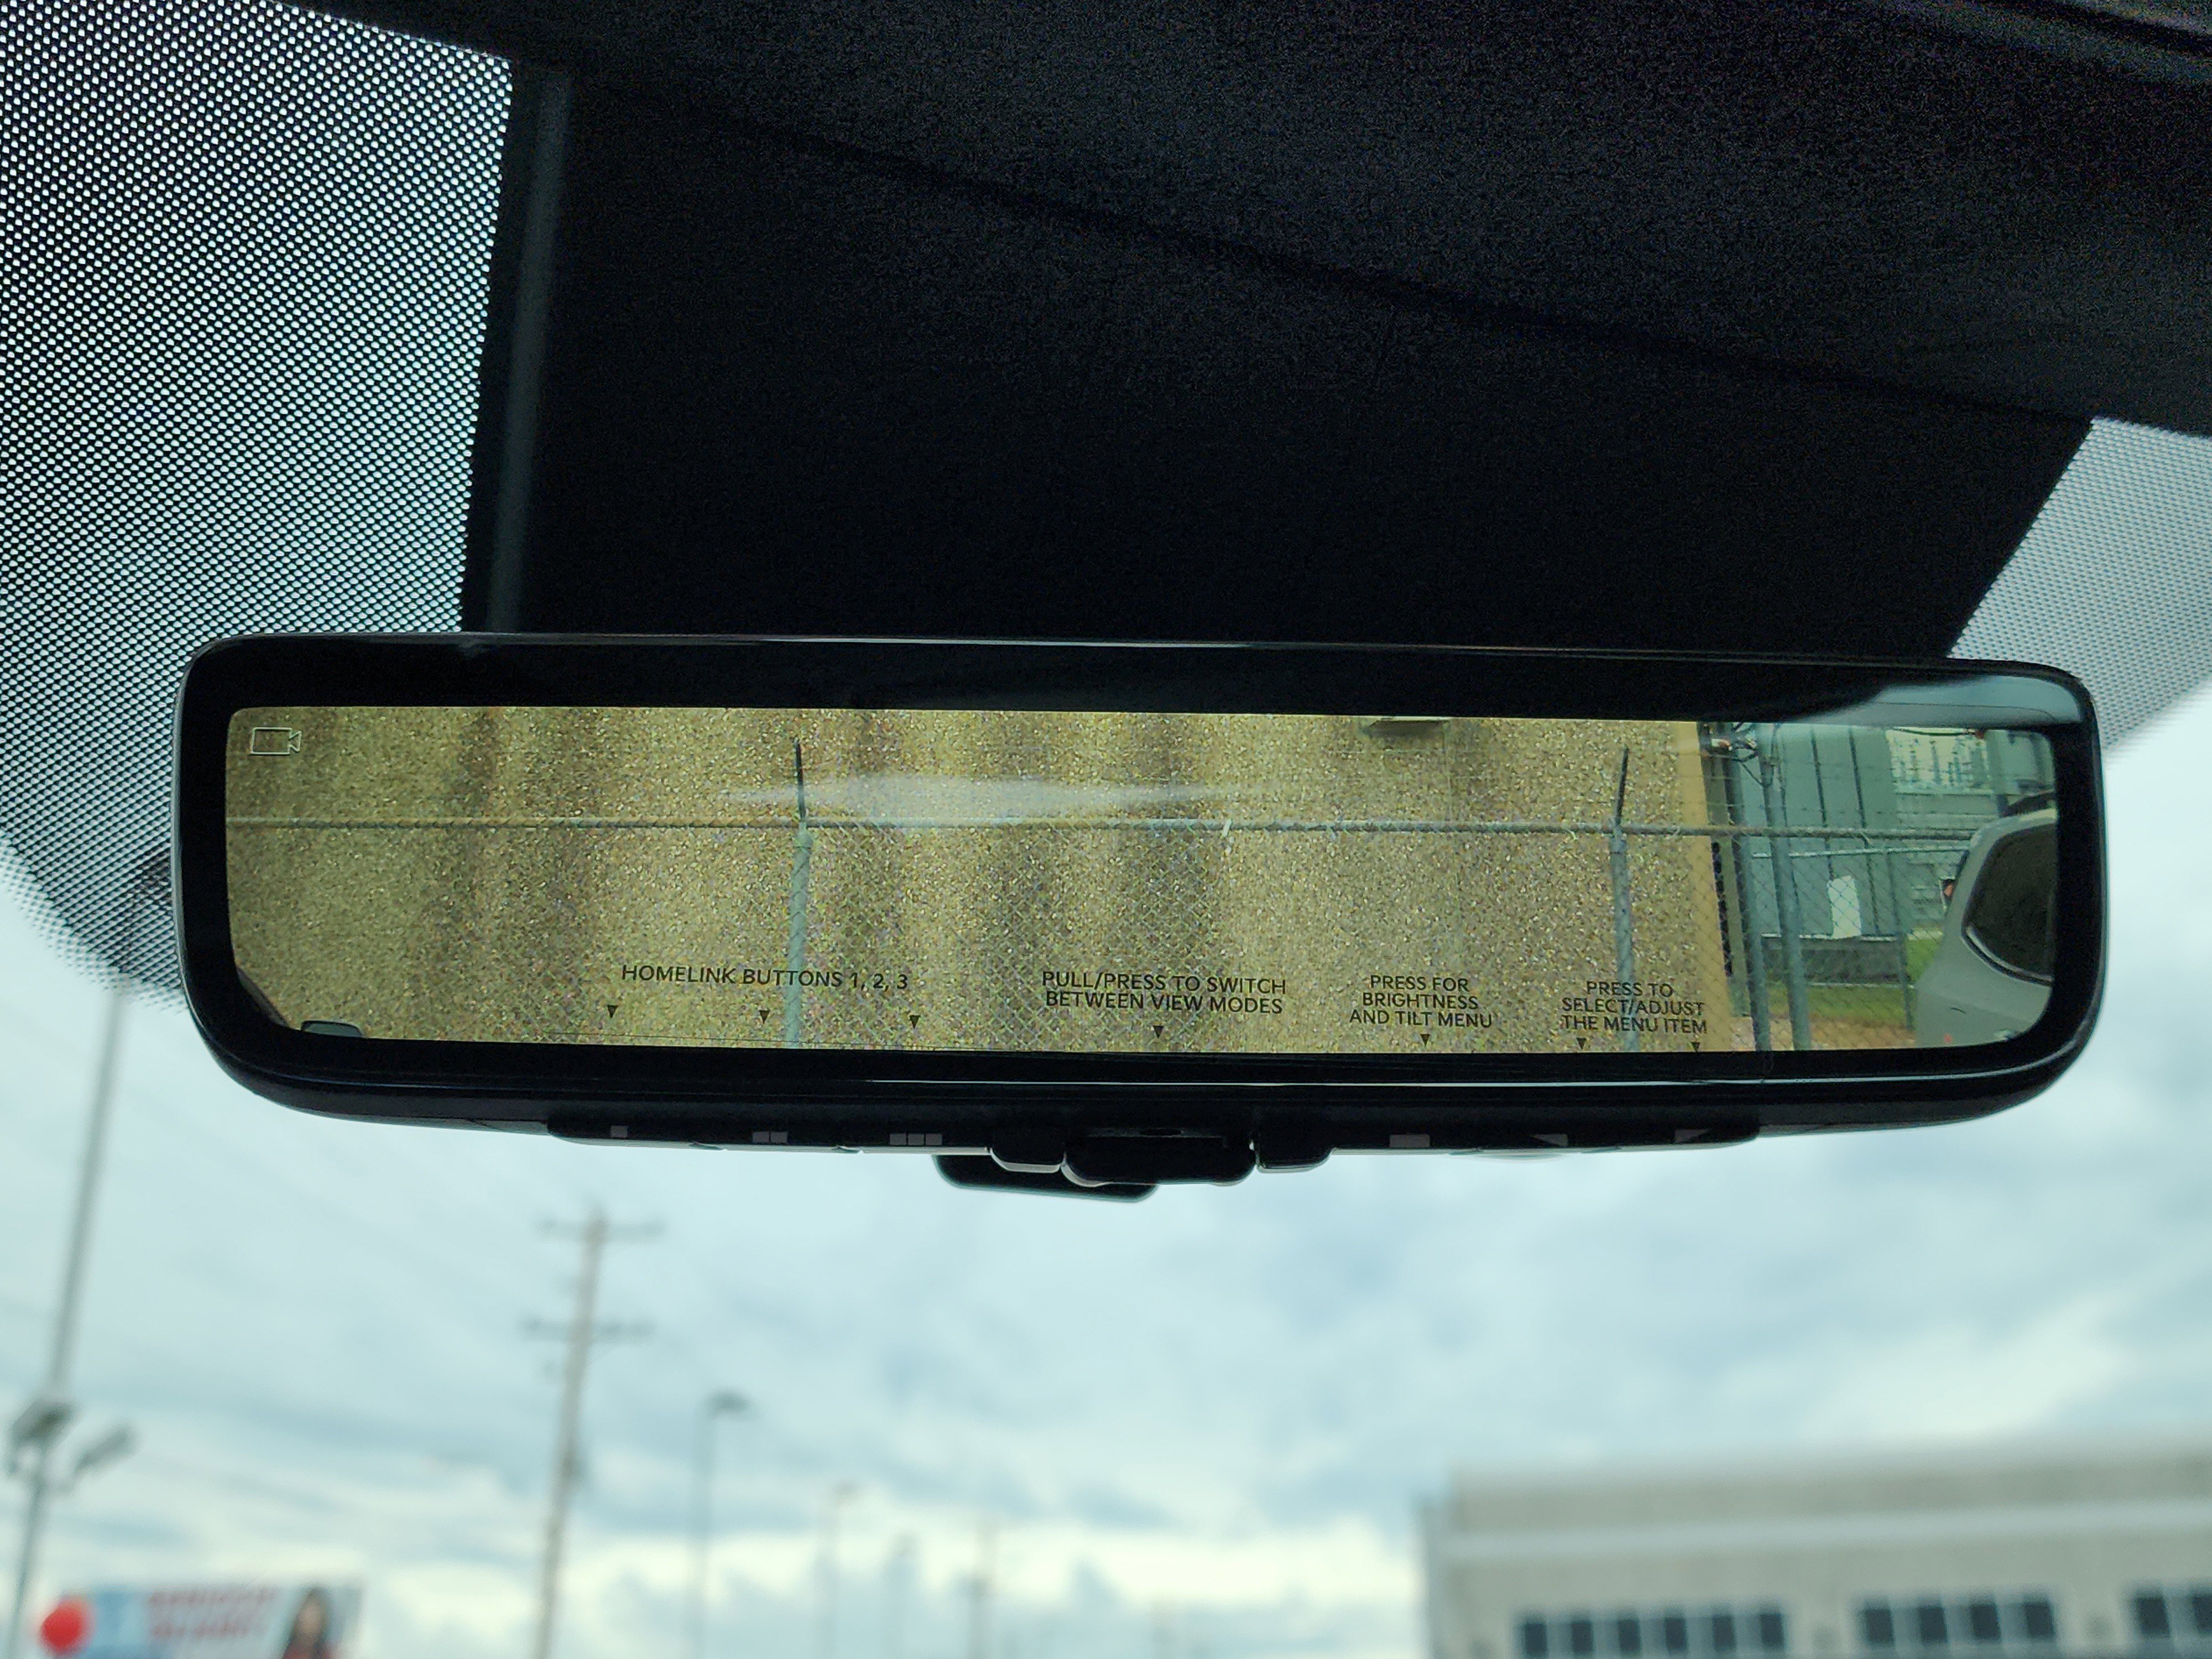 HOMELINK BUTTONS 1, 2, 3
PULL/PRESS TO SWITCH
BETWEEN VIEW MODES
PRESS FOR
BRIGHTNESS
AND TILT MENU
PRESS TO
SELECT/ADJUST
THE MENU ITEM